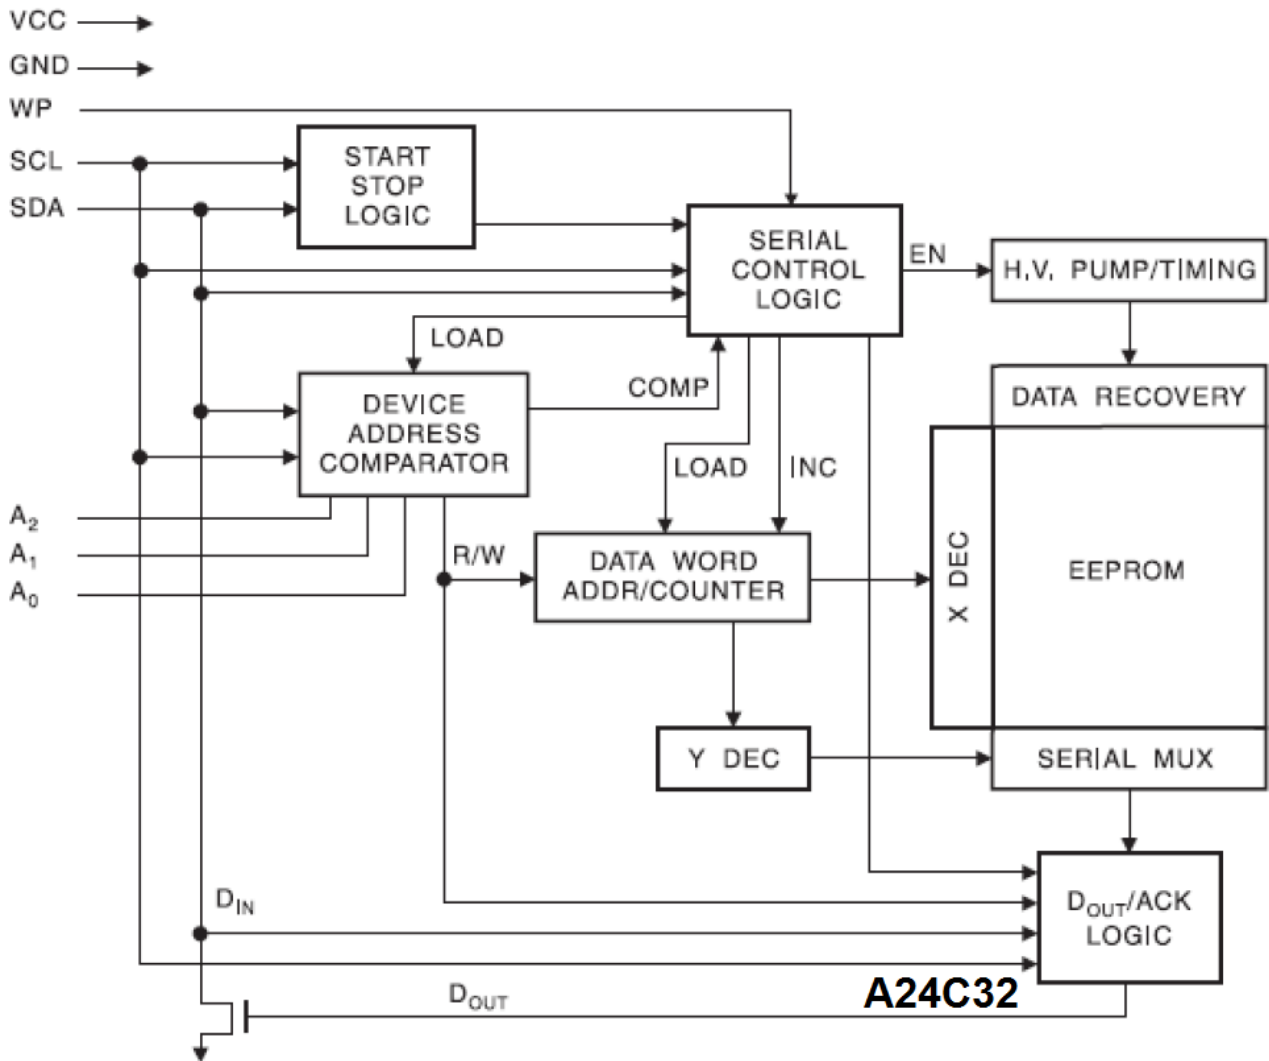 VCC
GND
WP
SCL
SDA
START
STOP
LOGIC
SERIAL
CONTROL
LOGIC
EN
H.V. PUMP/TIMING
LOAD
COMP
DEVICE
ADDRESS
COMPARATOR
LOAD
INC
DATA RECOVERY
A2
A1
A0
R/W
DATA WORD
ADDR/COUNTER
X DEC
EEPROM
Y DEC
SERIAL MUX
DIN
DOUT/ACK
LOGIC
DOUT
A24C32